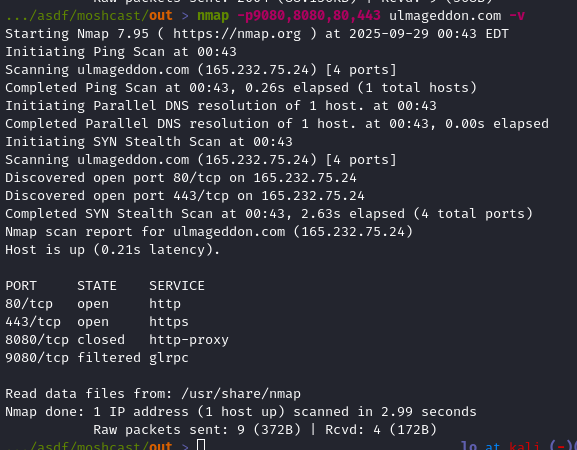 Raw packets sent: 2004 (88.130KB) | Rcvd: 9 (568B)
.../asdf/moshcast/out > nmap -p9080,8080,80,443 ulmageddon.com -v
Starting Nmap 7.95 ( https://nmap.org ) at 2025-09-29 00:43 EDT
Initiating Ping Scan at 00:43
Scanning ulmageddon.com (165.232.75.24) [4 ports]
Completed Ping Scan at 00:43, 0.26s elapsed (1 total hosts)
Initiating Parallel DNS resolution of 1 host. at 00:43
Completed Parallel DNS resolution of 1 host. at 00:43, 0.00s elapsed
Initiating SYN Stealth Scan at 00:43
Scanning ulmageddon.com (165.232.75.24) [4 ports]
Discovered open port 80/tcp on 165.232.75.24
Discovered open port 443/tcp on 165.232.75.24
Completed SYN Stealth Scan at 00:43, 2.63s elapsed (4 total ports)
Nmap scan report for ulmageddon.com (165.232.75.24)
Host is up (0.21s latency).
PORT STATE SERVICE
80/tcp open http
443/tcp open https
8080/tcp closed http-proxy
9080/tcp filtered glrpc
Read data files from: /usr/share/nmap
Nmap done: 1 IP address (1 host up) scanned in 2.99 seconds
Raw packets sent: 9 (372B) | Rcvd: 4 (172B)
.../asdf/moshcast/out > lo at kali (~)